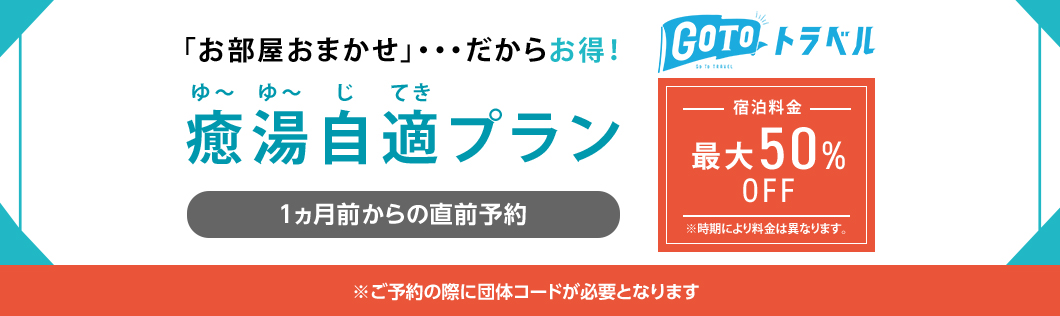 「お部屋おまかせ」・・・だからお得！
ゆ〜 ゆ〜 じ てき
癒湯自適プラン
1ヵ月前からの直前予約
GOTOトラベル
Go To TRAVEL
宿泊料金
最大50%
OFF
※時期により料金は異なります。
※ご予約の際に団体コードが必要となります